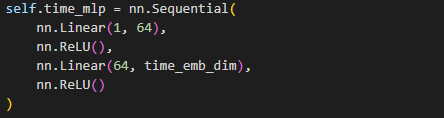 self.time_mlp = nn.Sequential(
    nn.Linear(1, 64),
    nn.ReLU(),
    nn.Linear(64, time_emb_dim),
    nn.ReLU()
)